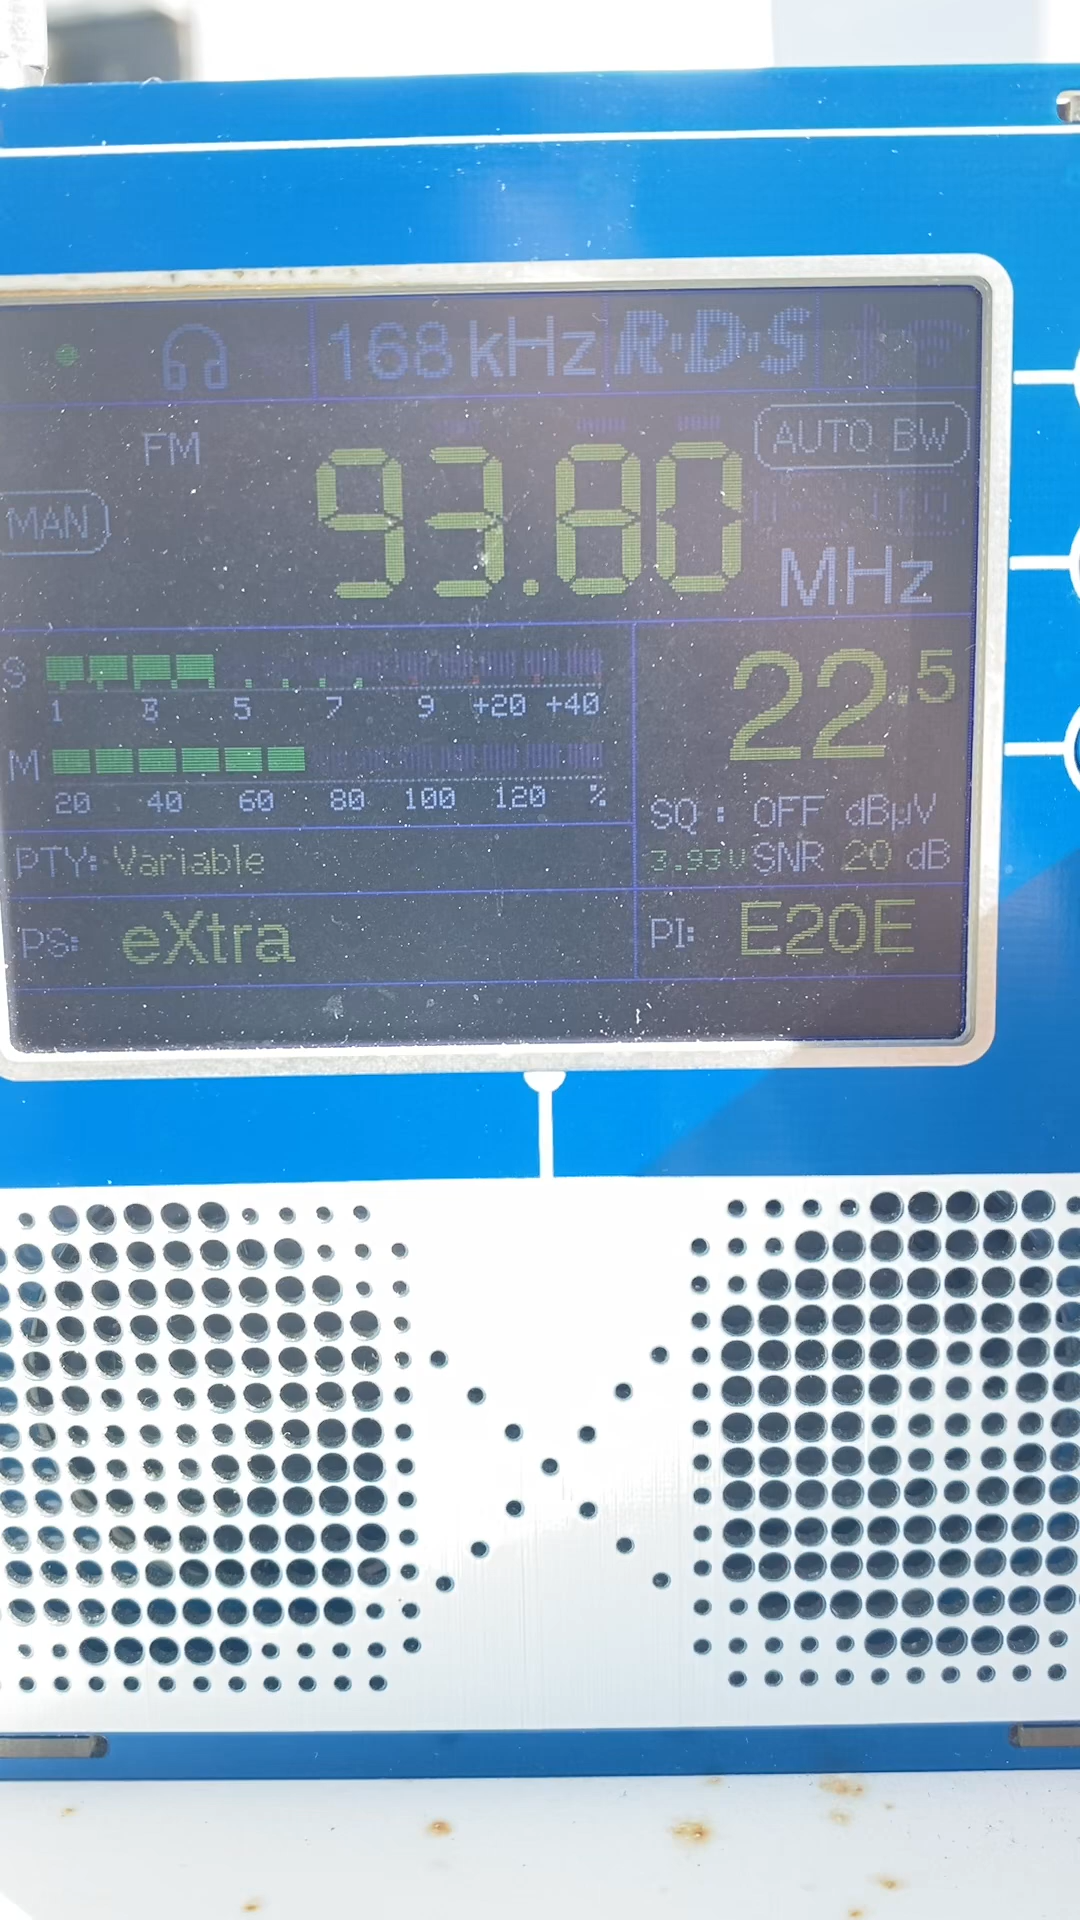 168 kHz R·D·S
FM 93.80 AUTO BW
MAN
MHz
S
1 3 5 7 9 +20 +40
22.5
M
20 40 60 80 100 120 %
SQ : OFF dBµV
PTY: Variable
3.93V SNR 20 dB
PS: eXtra
PI: E20E